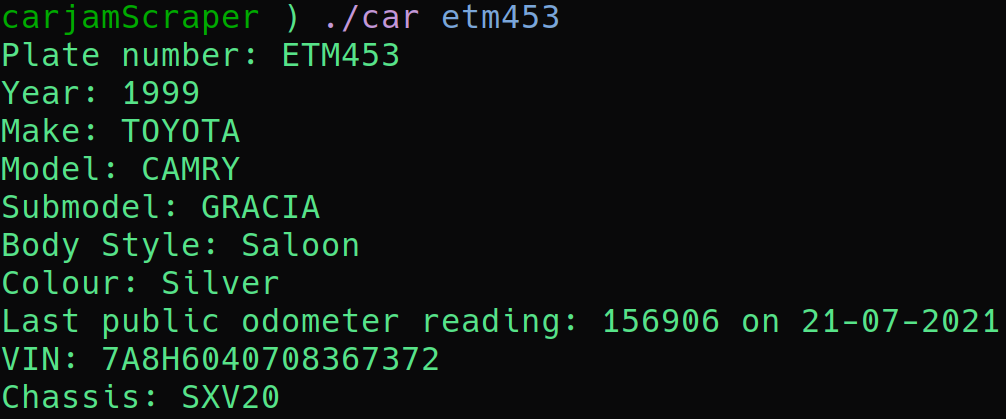 carjamScraper ) ./car etm453
Plate number: ETM453
Year: 1999
Make: TOYOTA
Model: CAMRY
Submodel: GRACIA
Body Style: Saloon
Colour: Silver
Last public odometer reading: 156906 on 21-07-2021
VIN: 7A8H6040708367372
Chassis: SXV20